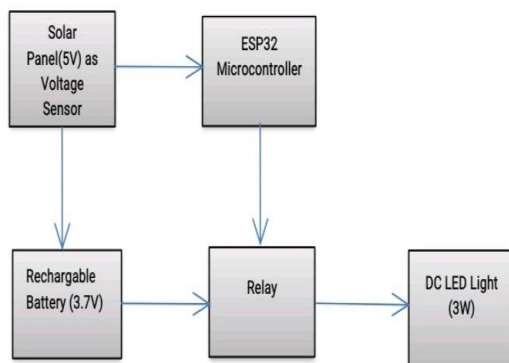 Solar
Panel(5V) as
Voltage
Sensor
ESP32
Microcontroller
Rechargable
Battery (3.7V)
Relay
DC LED Light
(3W)